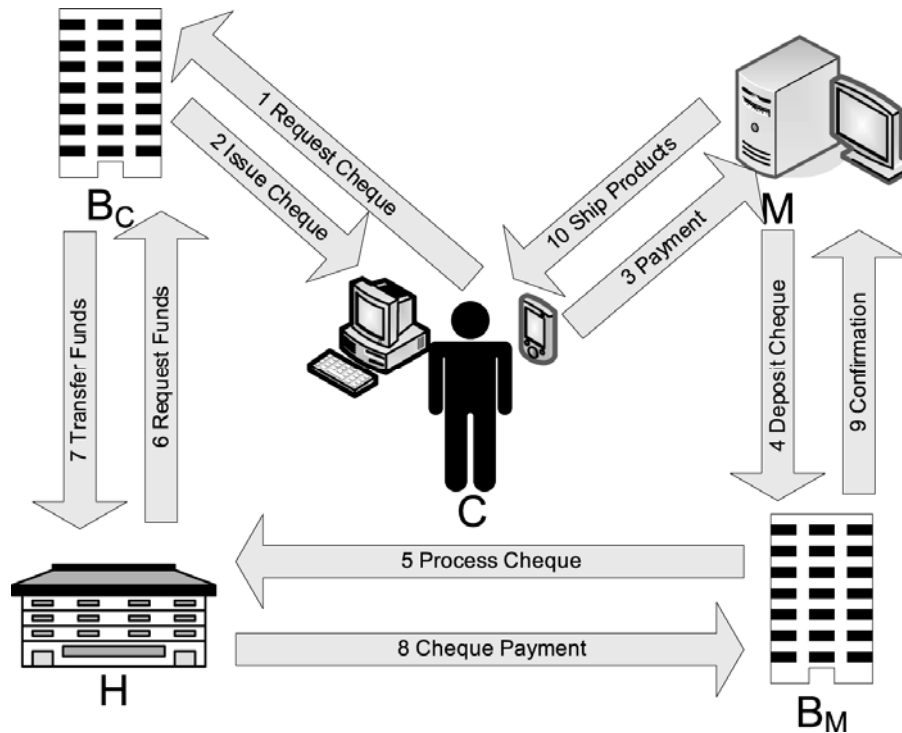 1 Request Cheque
2 Issue Cheque
B_C
10 Ship Products
3 Payment
M
7 Transfer Funds
6 Request Funds
4 Deposit Cheque
9 Confirmation
C
5 Process Cheque
8 Cheque Payment
H
B_M